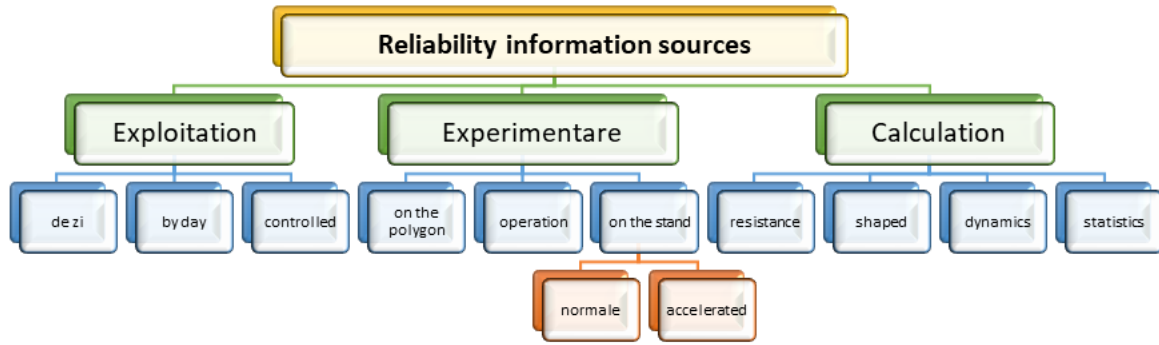 Reliability information sources
Exploitation
Experimentare
Calculation
de zi
by day
controlled
on the
polygon
operation
on the stand
resistance
shaped
dynamics
statistics
normale
accelerated